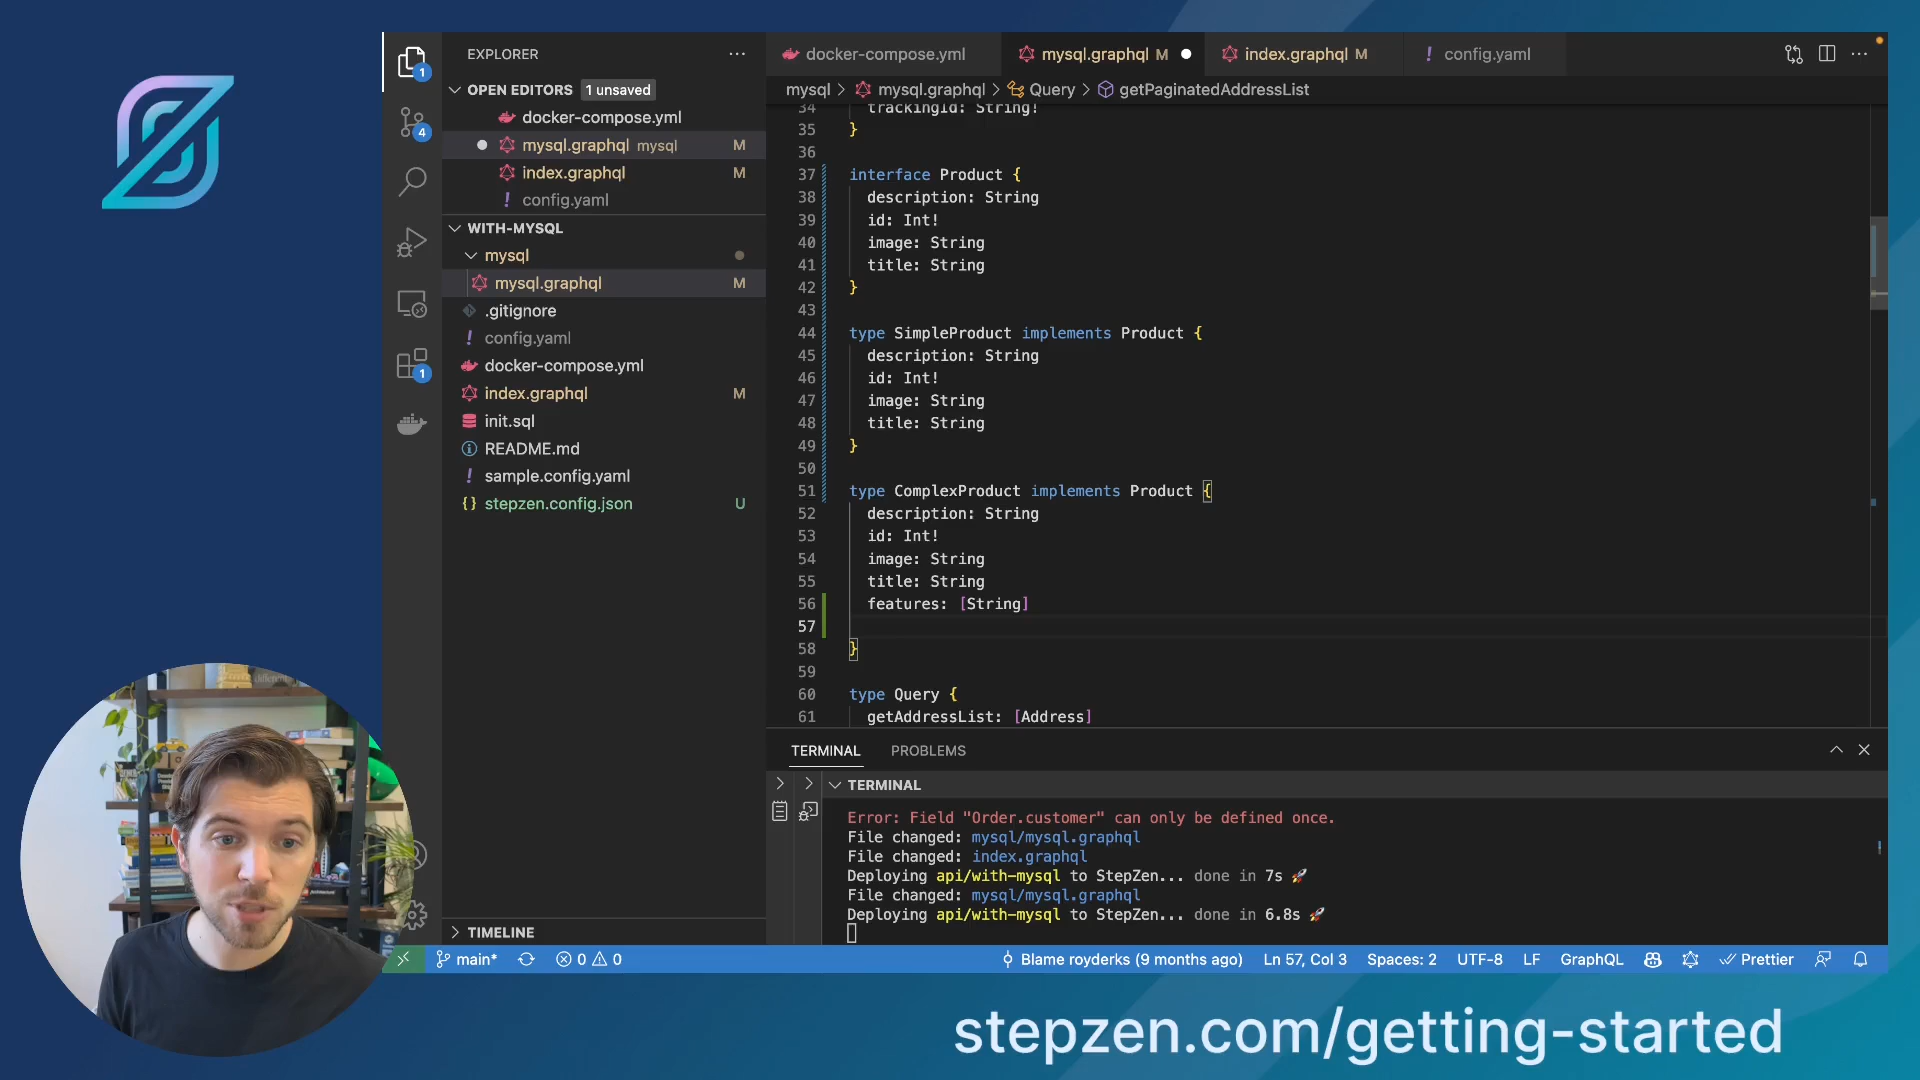 EXPLORER
OPEN EDITORS 1 unsaved
docker-compose.yml
mysql.graphql mysql M
index.graphql M
config.yaml
WITH-MYSQL
mysql
mysql.graphql M
.gitignore
config.yaml
docker-compose.yml
index.graphql M
init.sql
README.md
sample.config.yaml
stepzen.config.json U
TIMELINE
1
4
1
docker-compose.yml
mysql.graphql M
index.graphql M
config.yaml
mysql > mysql.graphql > Query > getPaginatedAddressList
34 trackingId: String!
35 }
36
37 interface Product {
38 description: String
39 id: Int!
40 image: String
41 title: String
42 }
43
44 type SimpleProduct implements Product {
45 description: String
46 id: Int!
47 image: String
48 title: String
49 }
50
51 type ComplexProduct implements Product {
52 description: String
53 id: Int!
54 image: String
55 title: String
56 features: [String]
57
58 }
59
60 type Query {
61 getAddressList: [Address]
TERMINAL PROBLEMS
TERMINAL
Error: Field "Order.customer" can only be defined once.
File changed: mysql/mysql.graphql
File changed: index.graphql
Deploying api/with-mysql to StepZen... done in 7s 🚀
File changed: mysql/mysql.graphql
Deploying api/with-mysql to StepZen... done in 6.8s 🚀
main* 0 0 Blame royderks (9 months ago) Ln 57, Col 3 Spaces: 2 UTF-8 LF GraphQL Prettier
stepzen.com/getting-started